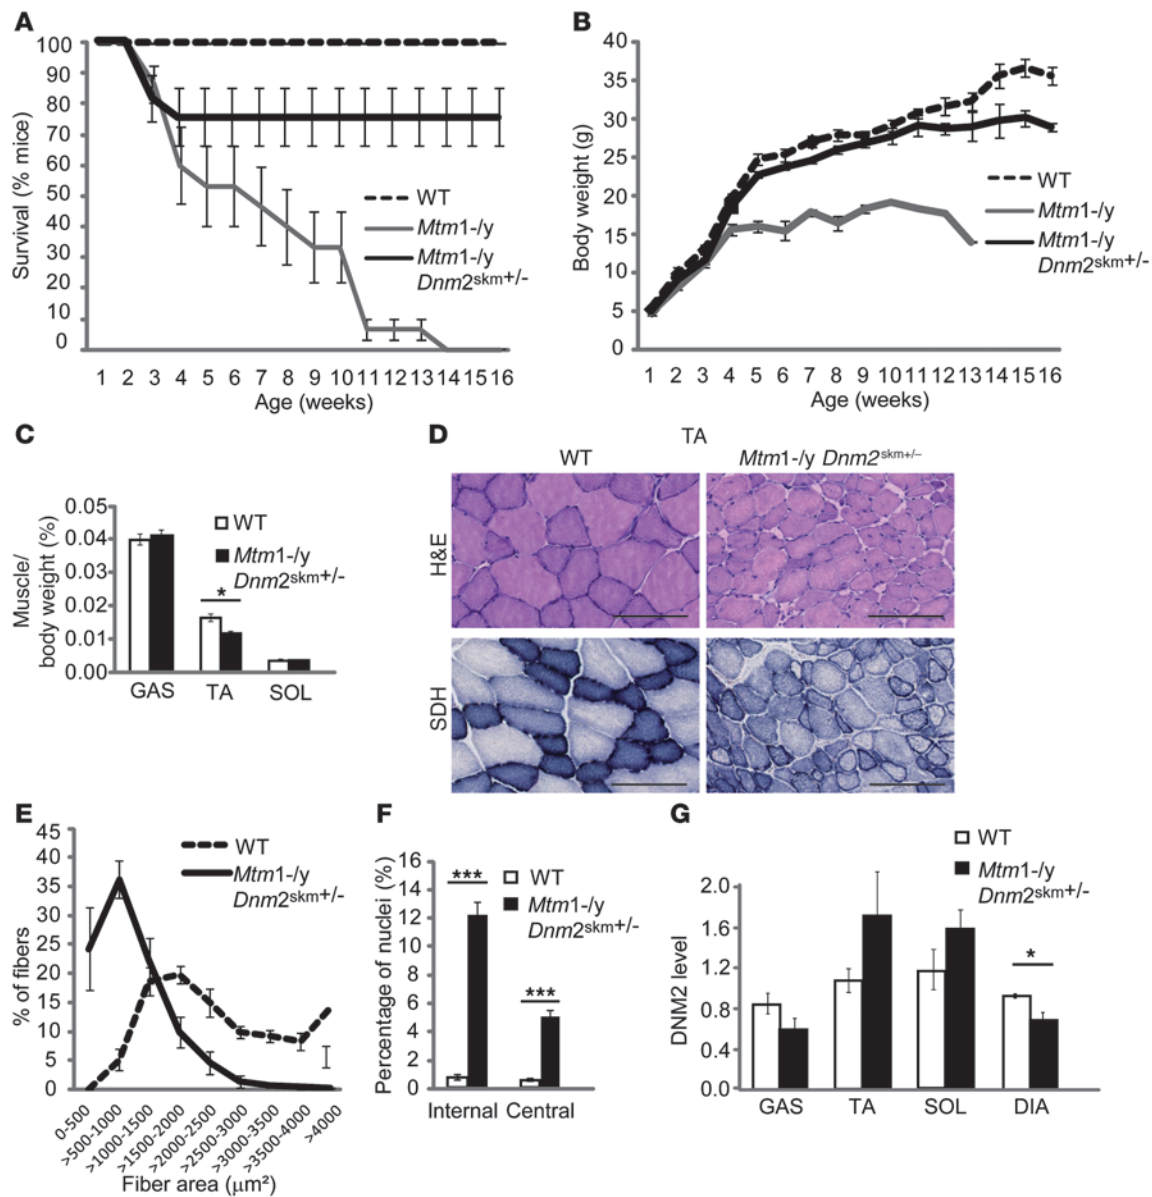 A
100
90
80
70
60
50
40
30
20
10
0
Survival (% mice)
WT
Mtm1-/y
Mtm1-/y
Dnm2skm+/-
1 2 3 4 5 6 7 8 9 10 11 12 13 14 15 16
Age (weeks)
B
40
35
30
25
20
15
10
5
0
Body weight (g)
WT
Mtm1-/y
Mtm1-/y
Dnm2skm+/-
1 2 3 4 5 6 7 8 9 10 11 12 13 14 15 16
Age (weeks)
C
0.05
0.04
0.03
0.02
0.01
0.00
Muscle/
body weight (%)
WT
Mtm1-/y
Dnm2skm+/-
*
GAS TA SOL
D
TA
WT Mtm1-/y Dnm2skm+/−
H&E
SDH
E
45
40
35
30
25
20
15
10
5
0
% of fibers
WT
Mtm1-/y
Dnm2skm+/-
0-500
>500-1000
>1000-1500
>1500-2000
>2000-2500
>2500-3000
>3000-3500
>3500-4000
>4000
Fiber area (µm²)
F
16
14
12
10
8
6
4
2
0
Percentage of nuclei (%)
WT
Mtm1-/y
Dnm2skm+/-
***
***
Internal Central
G
WT
Mtm1-/y
Dnm2skm+/-
2.0
1.6
1.2
0.8
0.4
0.0
DNM2 level
*
GAS TA SOL DIA